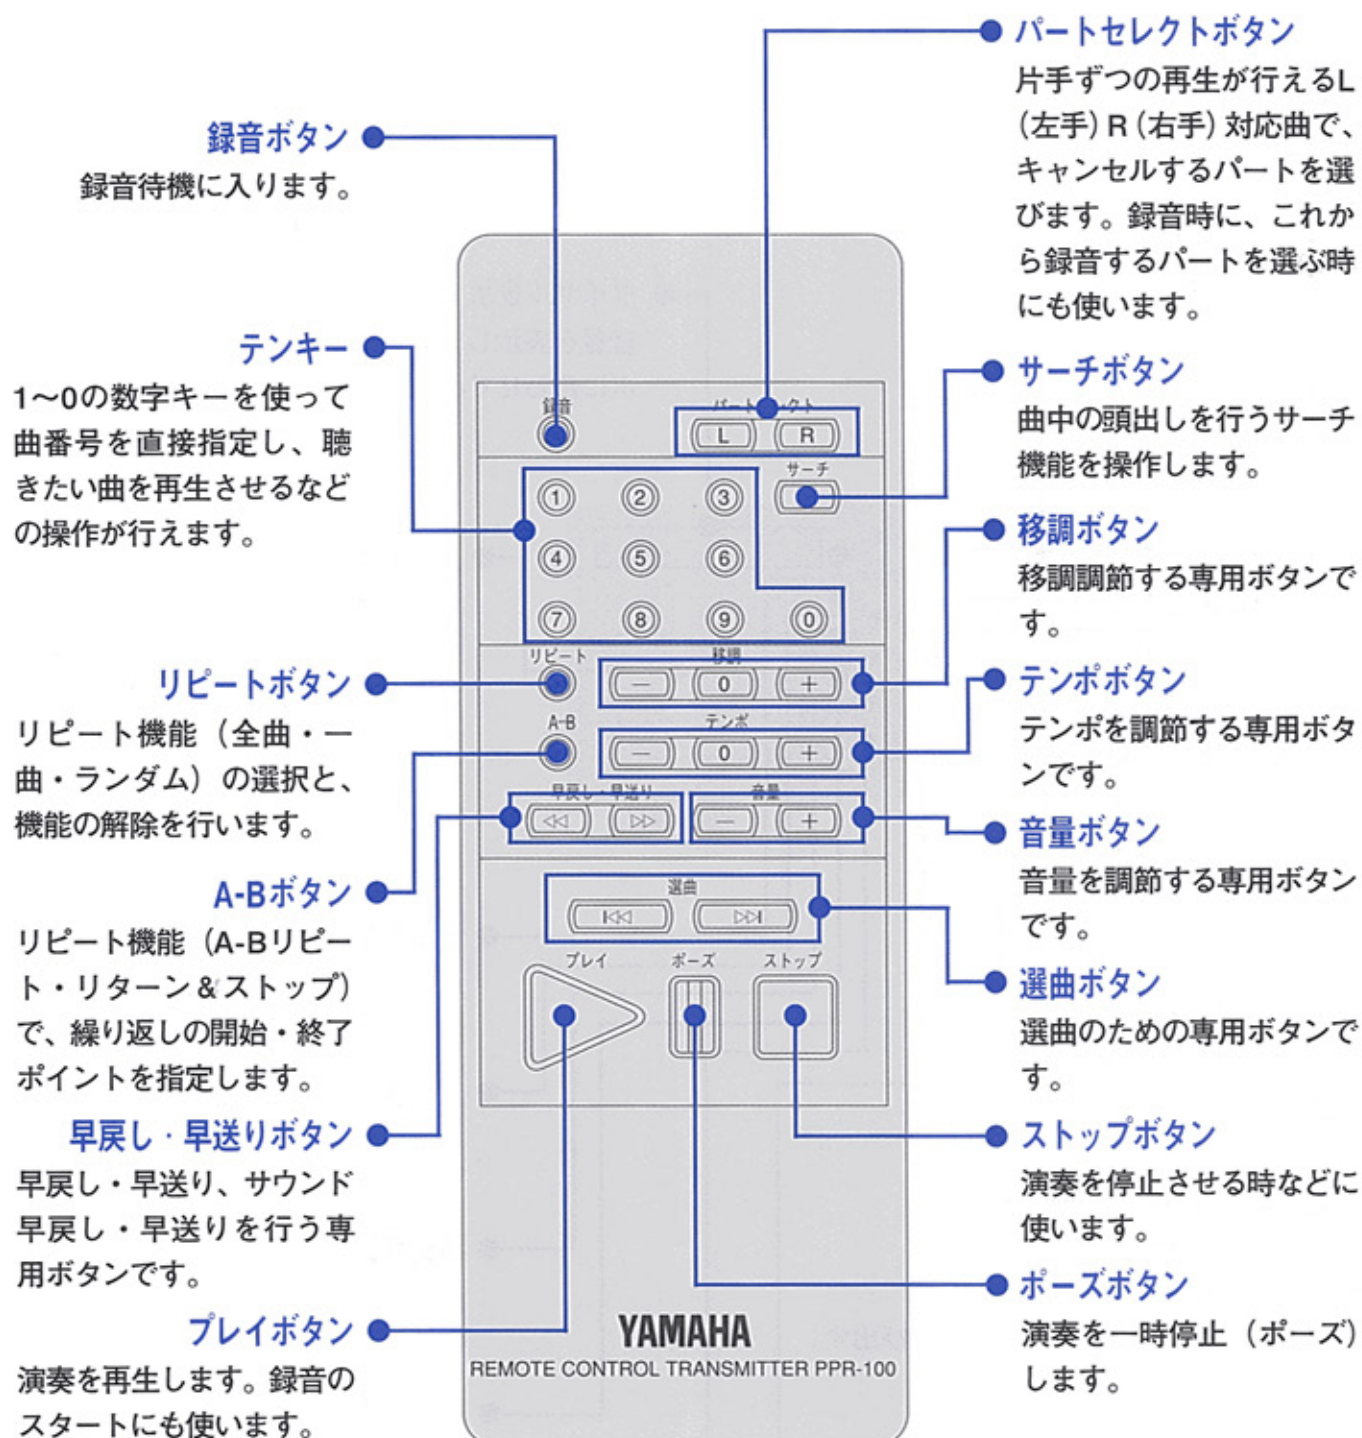 録音ボタン
録音待機に入ります。
テンキー
1〜0の数字キーを使って
曲番号を直接指定し、聴
きたい曲を再生させるなど
の操作が行えます。
リピートボタン
リピート機能（全曲・一
曲・ランダム）の選択と、
機能の解除を行います。
A-Bボタン
リピート機能（A-Bリピー
ト・リターン＆ストップ）
で、繰り返しの開始・終了
ポイントを指定します。
早戻し・早送りボタン
早戻し・早送り、サウンド
早戻し・早送りを行う専
用ボタンです。
プレイボタン
演奏を再生します。録音の
スタートにも使います。
録音
パートセレクト
L R
サーチ
1 2 3
4 5 6
7 8 9 0
リピート 移調
− 0 +
A-B テンポ
− 0 +
早戻し・早送り 音量
− +
選曲
プレイ ポーズ ストップ
YAMAHA
REMOTE CONTROL TRANSMITTER PPR-100
パートセレクトボタン
片手ずつの再生が行えるL
（左手）R（右手）対応曲で、
キャンセルするパートを選
びます。録音時に、これか
ら録音するパートを選ぶ時
にも使います。
サーチボタン
曲中の頭出しを行うサーチ
機能を操作します。
移調ボタン
移調調節する専用ボタンで
す。
テンポボタン
テンポを調節する専用ボタ
ンです。
音量ボタン
音量を調節する専用ボタン
です。
選曲ボタン
選曲のための専用ボタンで
す。
ストップボタン
演奏を停止させる時などに
使います。
ポーズボタン
演奏を一時停止（ポーズ）
します。